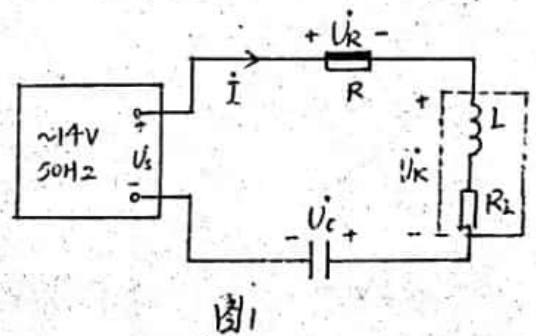 + U̇R -
İ
R
+
L
~14V
50HZ
+
U̇s
-
U̇K
RL
-
- U̇c +
图1